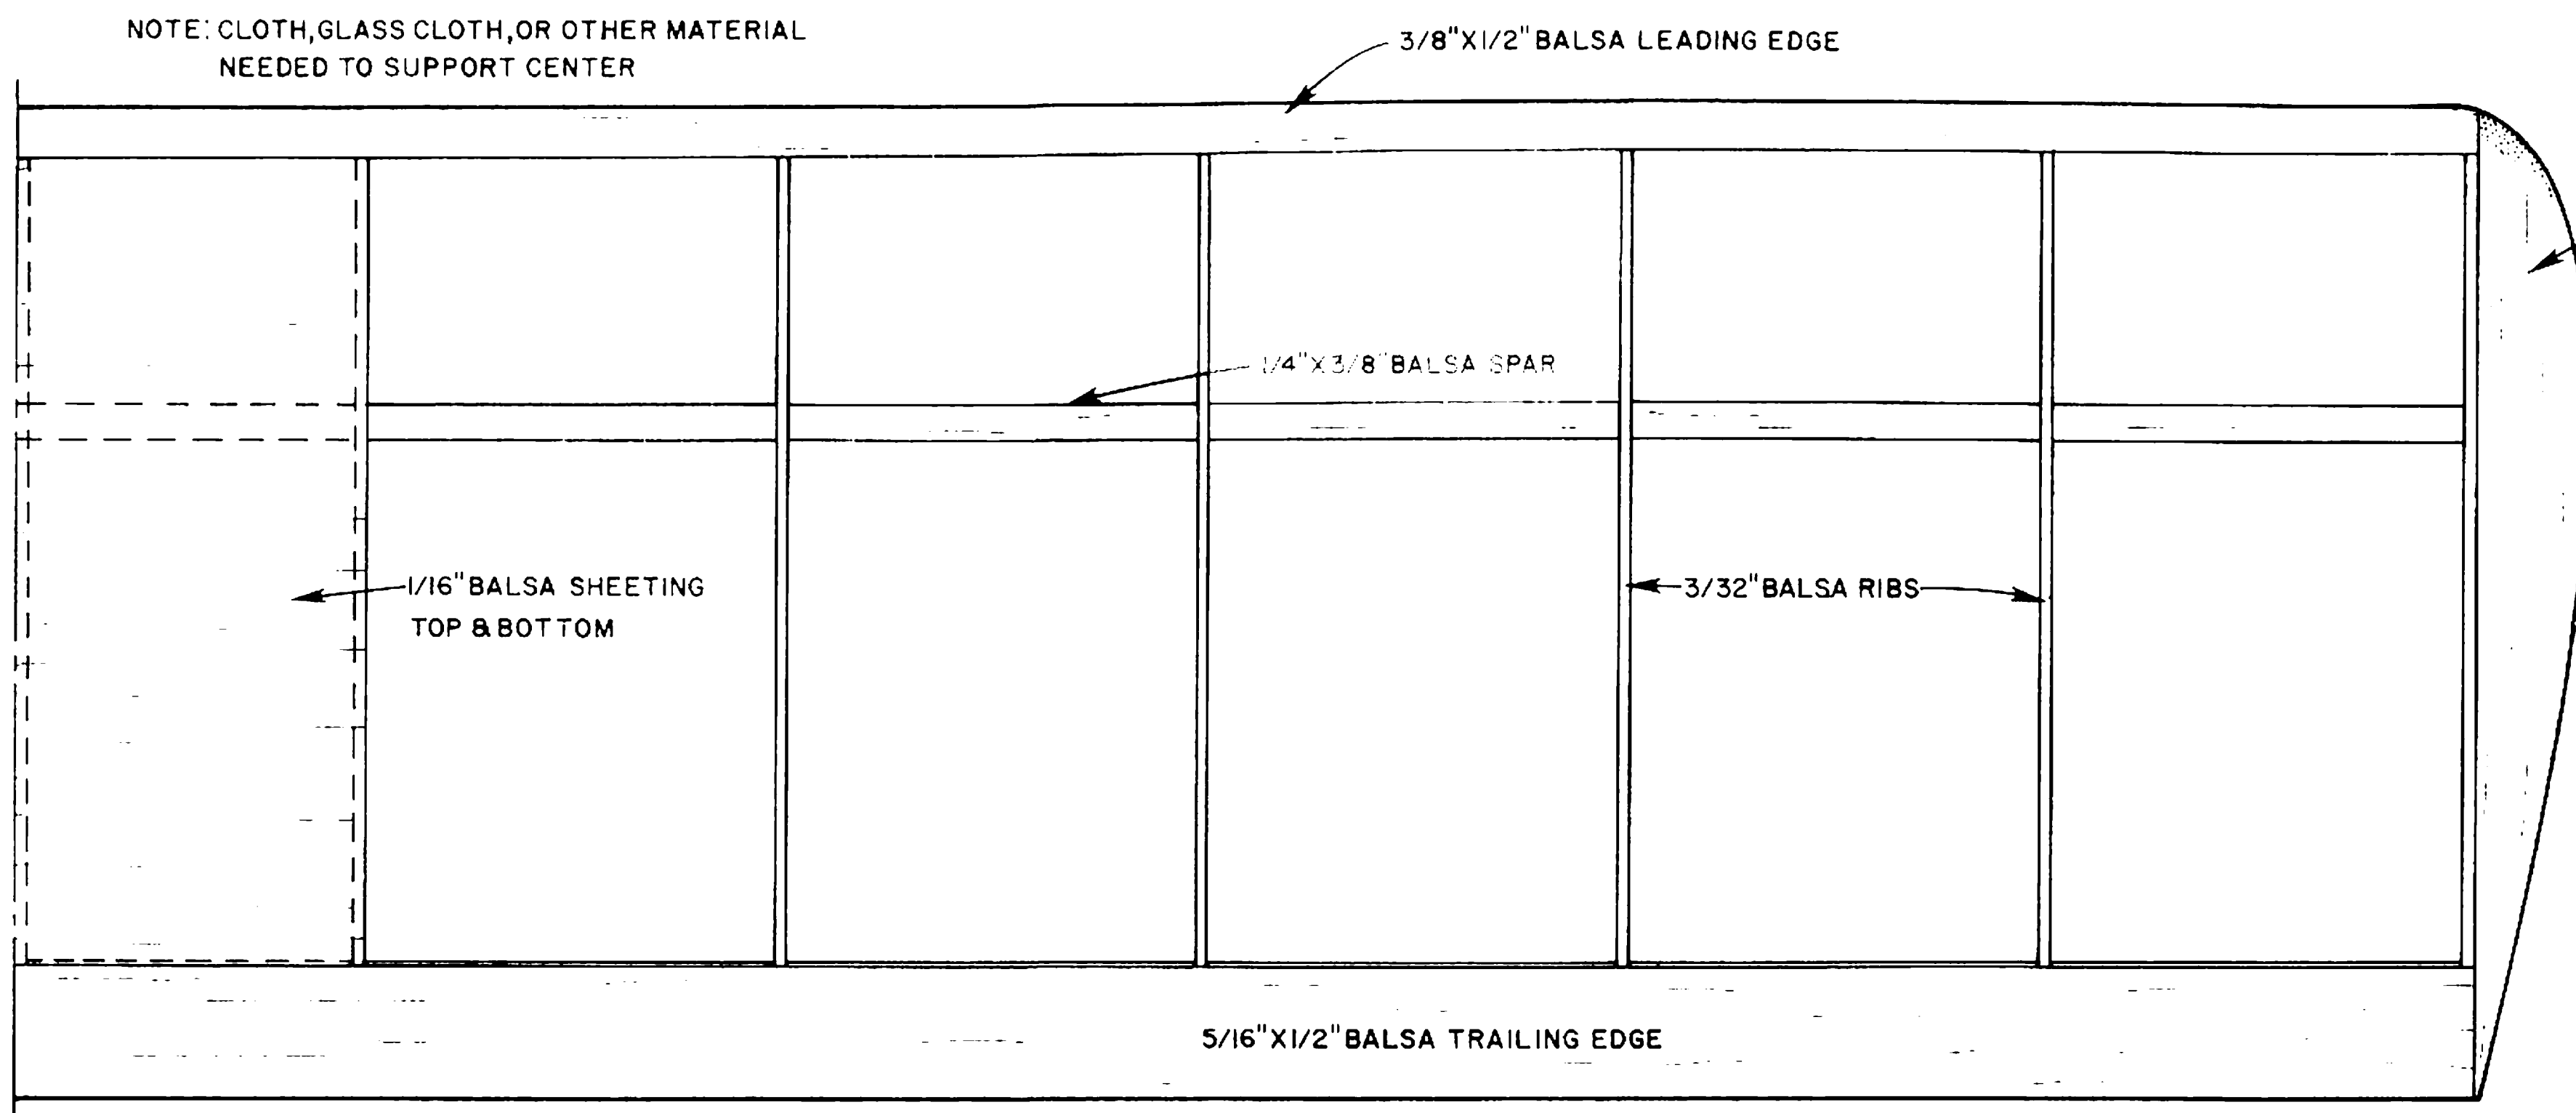 NOTE: CLOTH, GLASS CLOTH, OR OTHER MATERIAL
NEEDED TO SUPPORT CENTER
3/8"X1/2" BALSA LEADING EDGE
1/4"X3/8" BALSA SPAR
1/16" BALSA SHEETING
TOP & BOTTOM
3/32" BALSA RIBS
5/16"X1/2" BALSA TRAILING EDGE